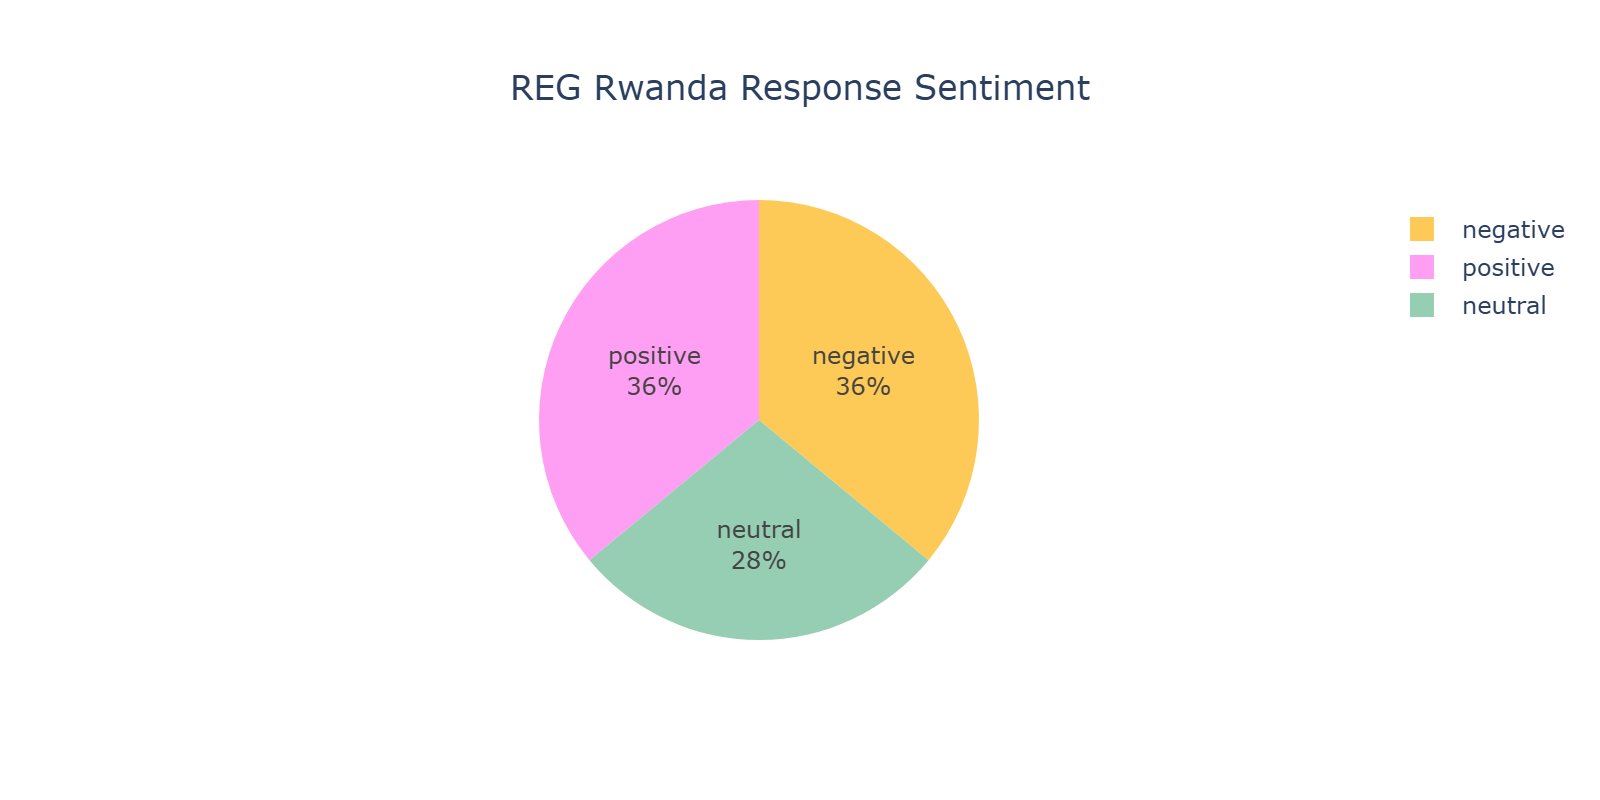 REG Rwanda Response Sentiment
negative
positive
neutral
positive
36%
negative
36%
neutral
28%